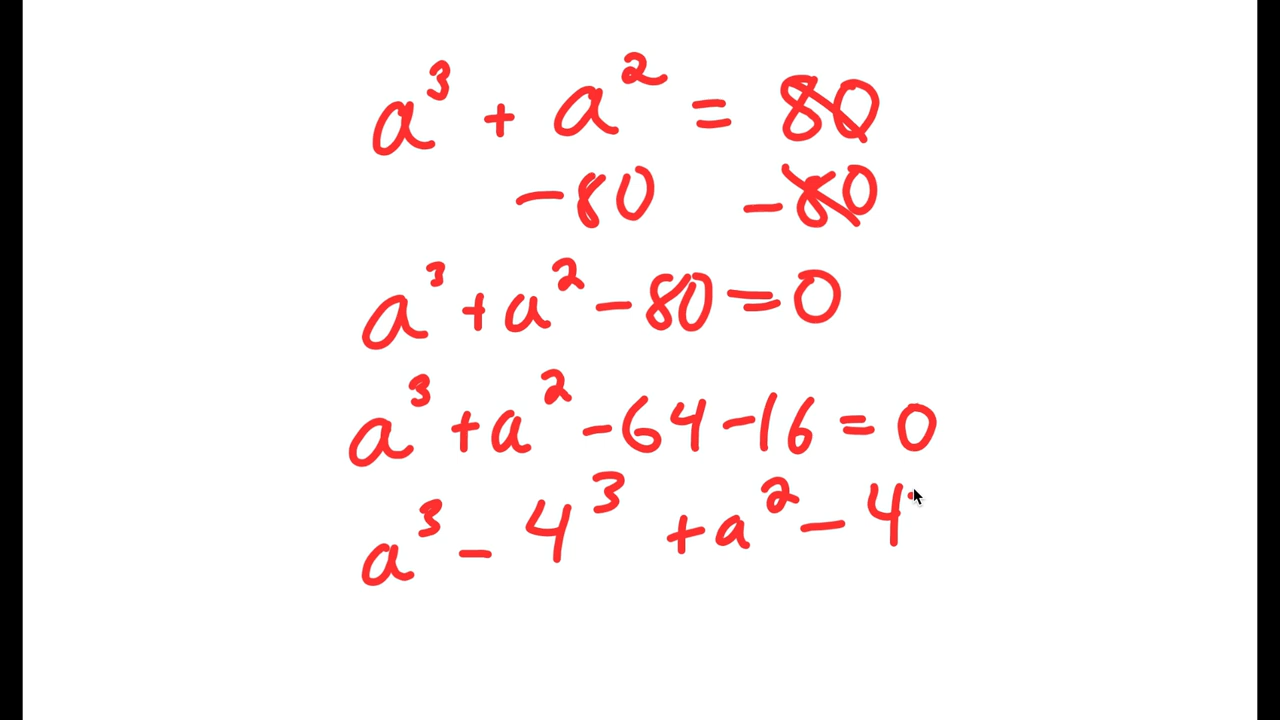 a³ + a² = 80
-80 -80
a³ + a² - 80 = 0
a³ + a² - 64 - 16 = 0
a³ - 4³ + a² - 4